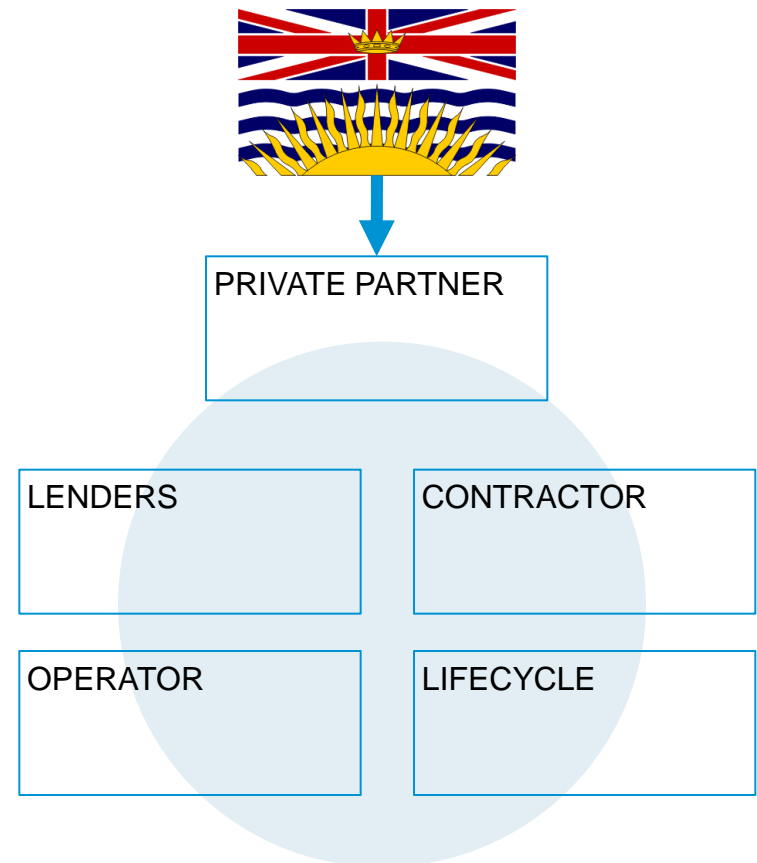 PRIVATE PARTNER
LENDERS
CONTRACTOR
OPERATOR
LIFECYCLE